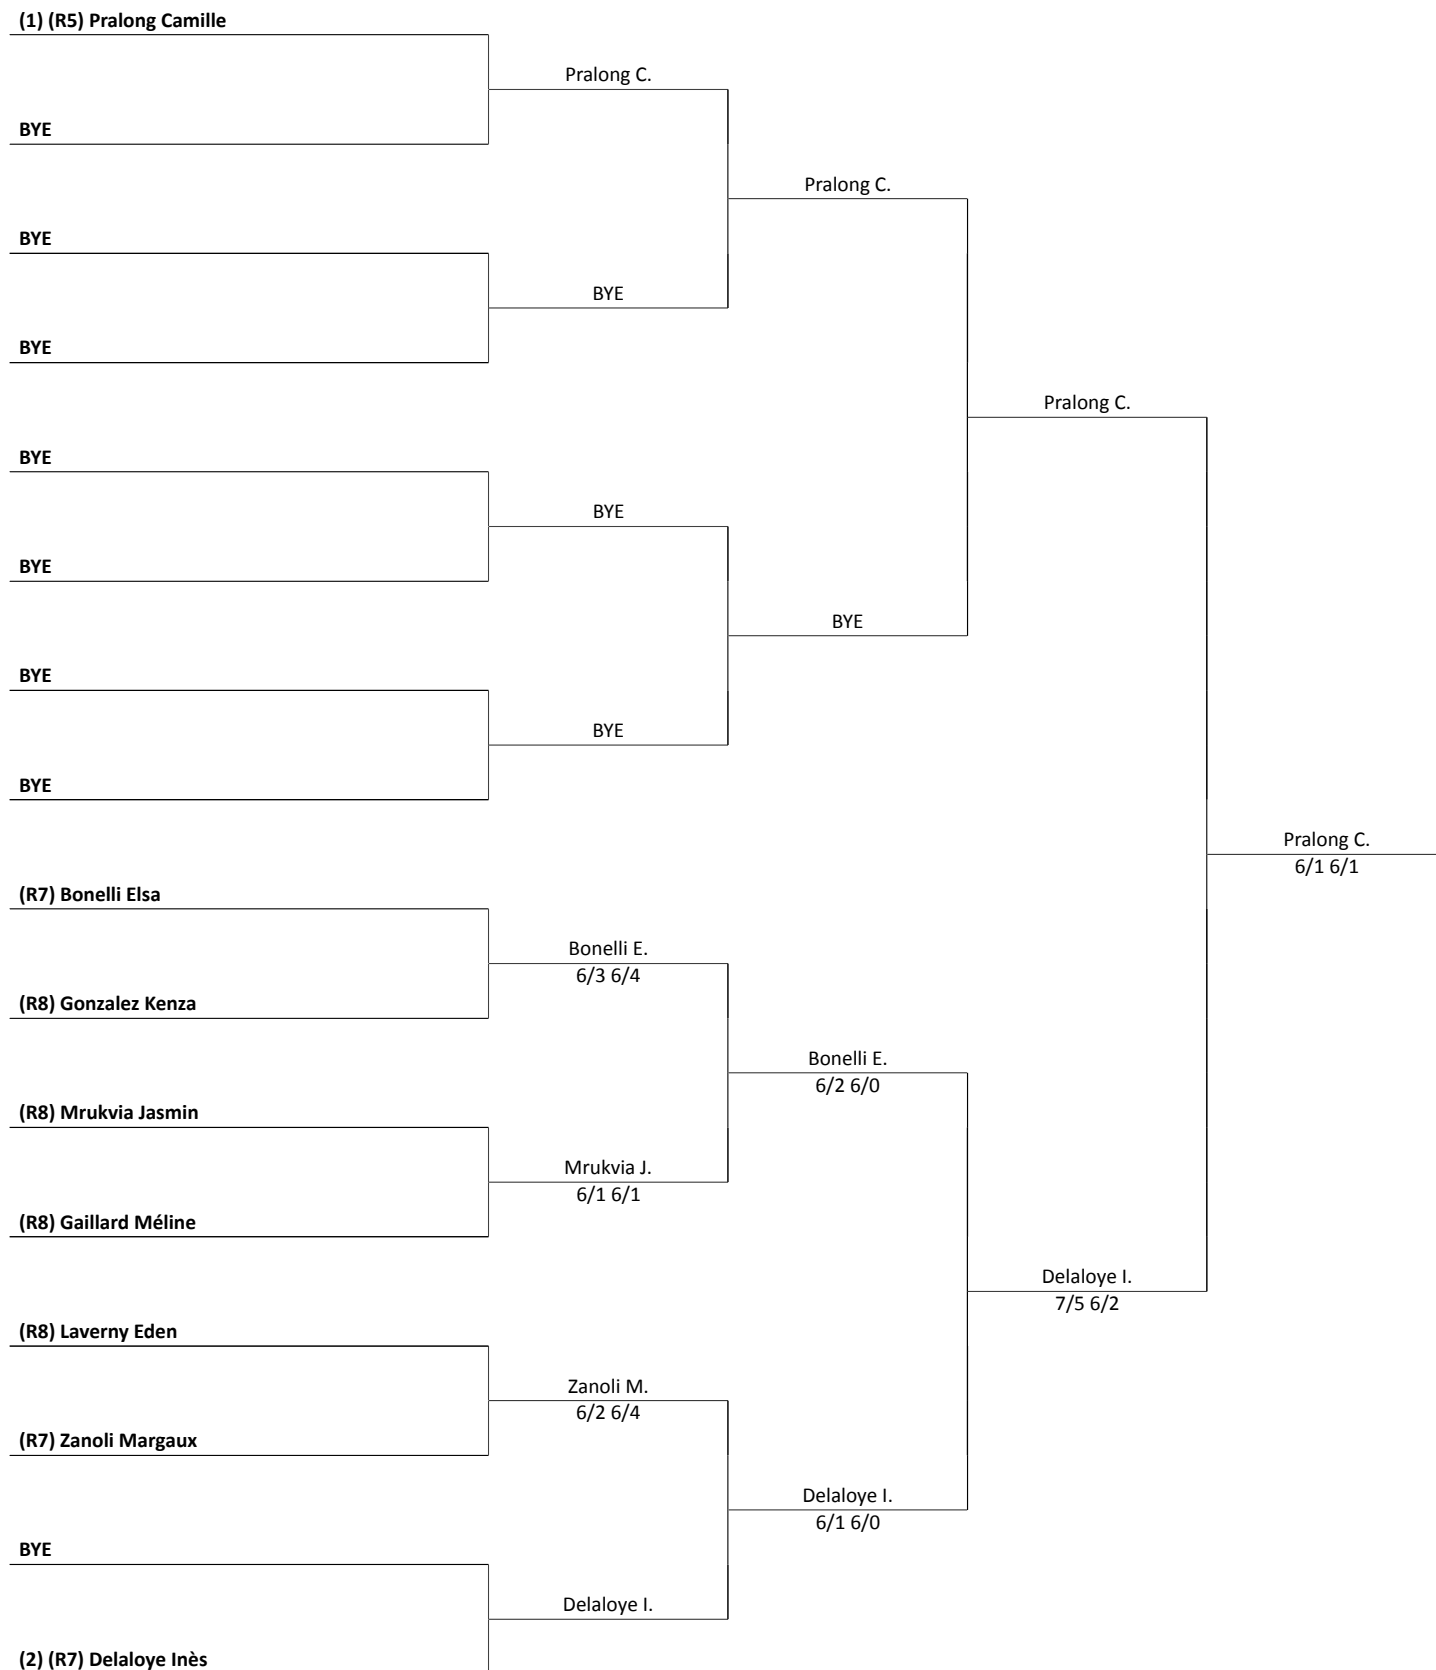 (1) (R5) Pralong Camille
Pralong C.
BYE
Pralong C.
BYE
BYE
BYE
Pralong C.
BYE
BYE
BYE
BYE
BYE
BYE
BYE
Pralong C.
6/1 6/1
(R7) Bonelli Elsa
Bonelli E.
6/3 6/4
(R8) Gonzalez Kenza
Bonelli E.
6/2 6/0
(R8) Mrukvia Jasmin
Mrukvia J.
6/1 6/1
(R8) Gaillard Méline
Delaloye I.
7/5 6/2
(R8) Laverny Eden
Zanoli M.
6/2 6/4
(R7) Zanoli Margaux
Delaloye I.
6/1 6/0
BYE
Delaloye I.
(2) (R7) Delaloye Inès